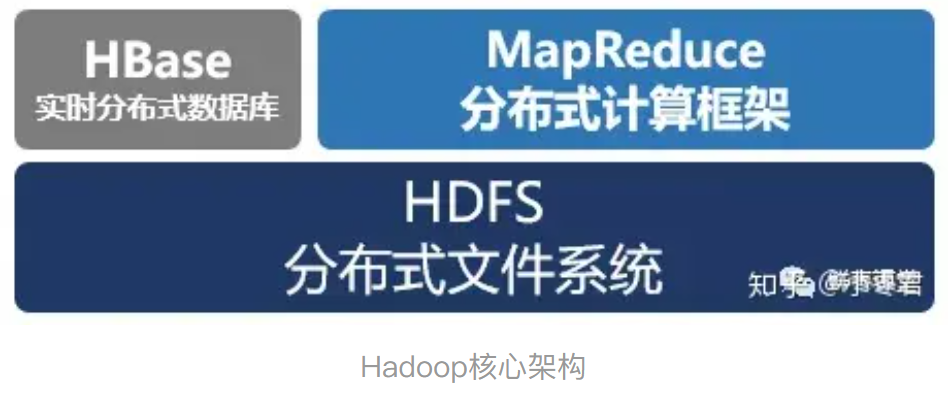 HBase
实时分布式数据库
MapReduce
分布式计算框架
HDFS
分布式文件系统
知乎
Hadoop核心架构